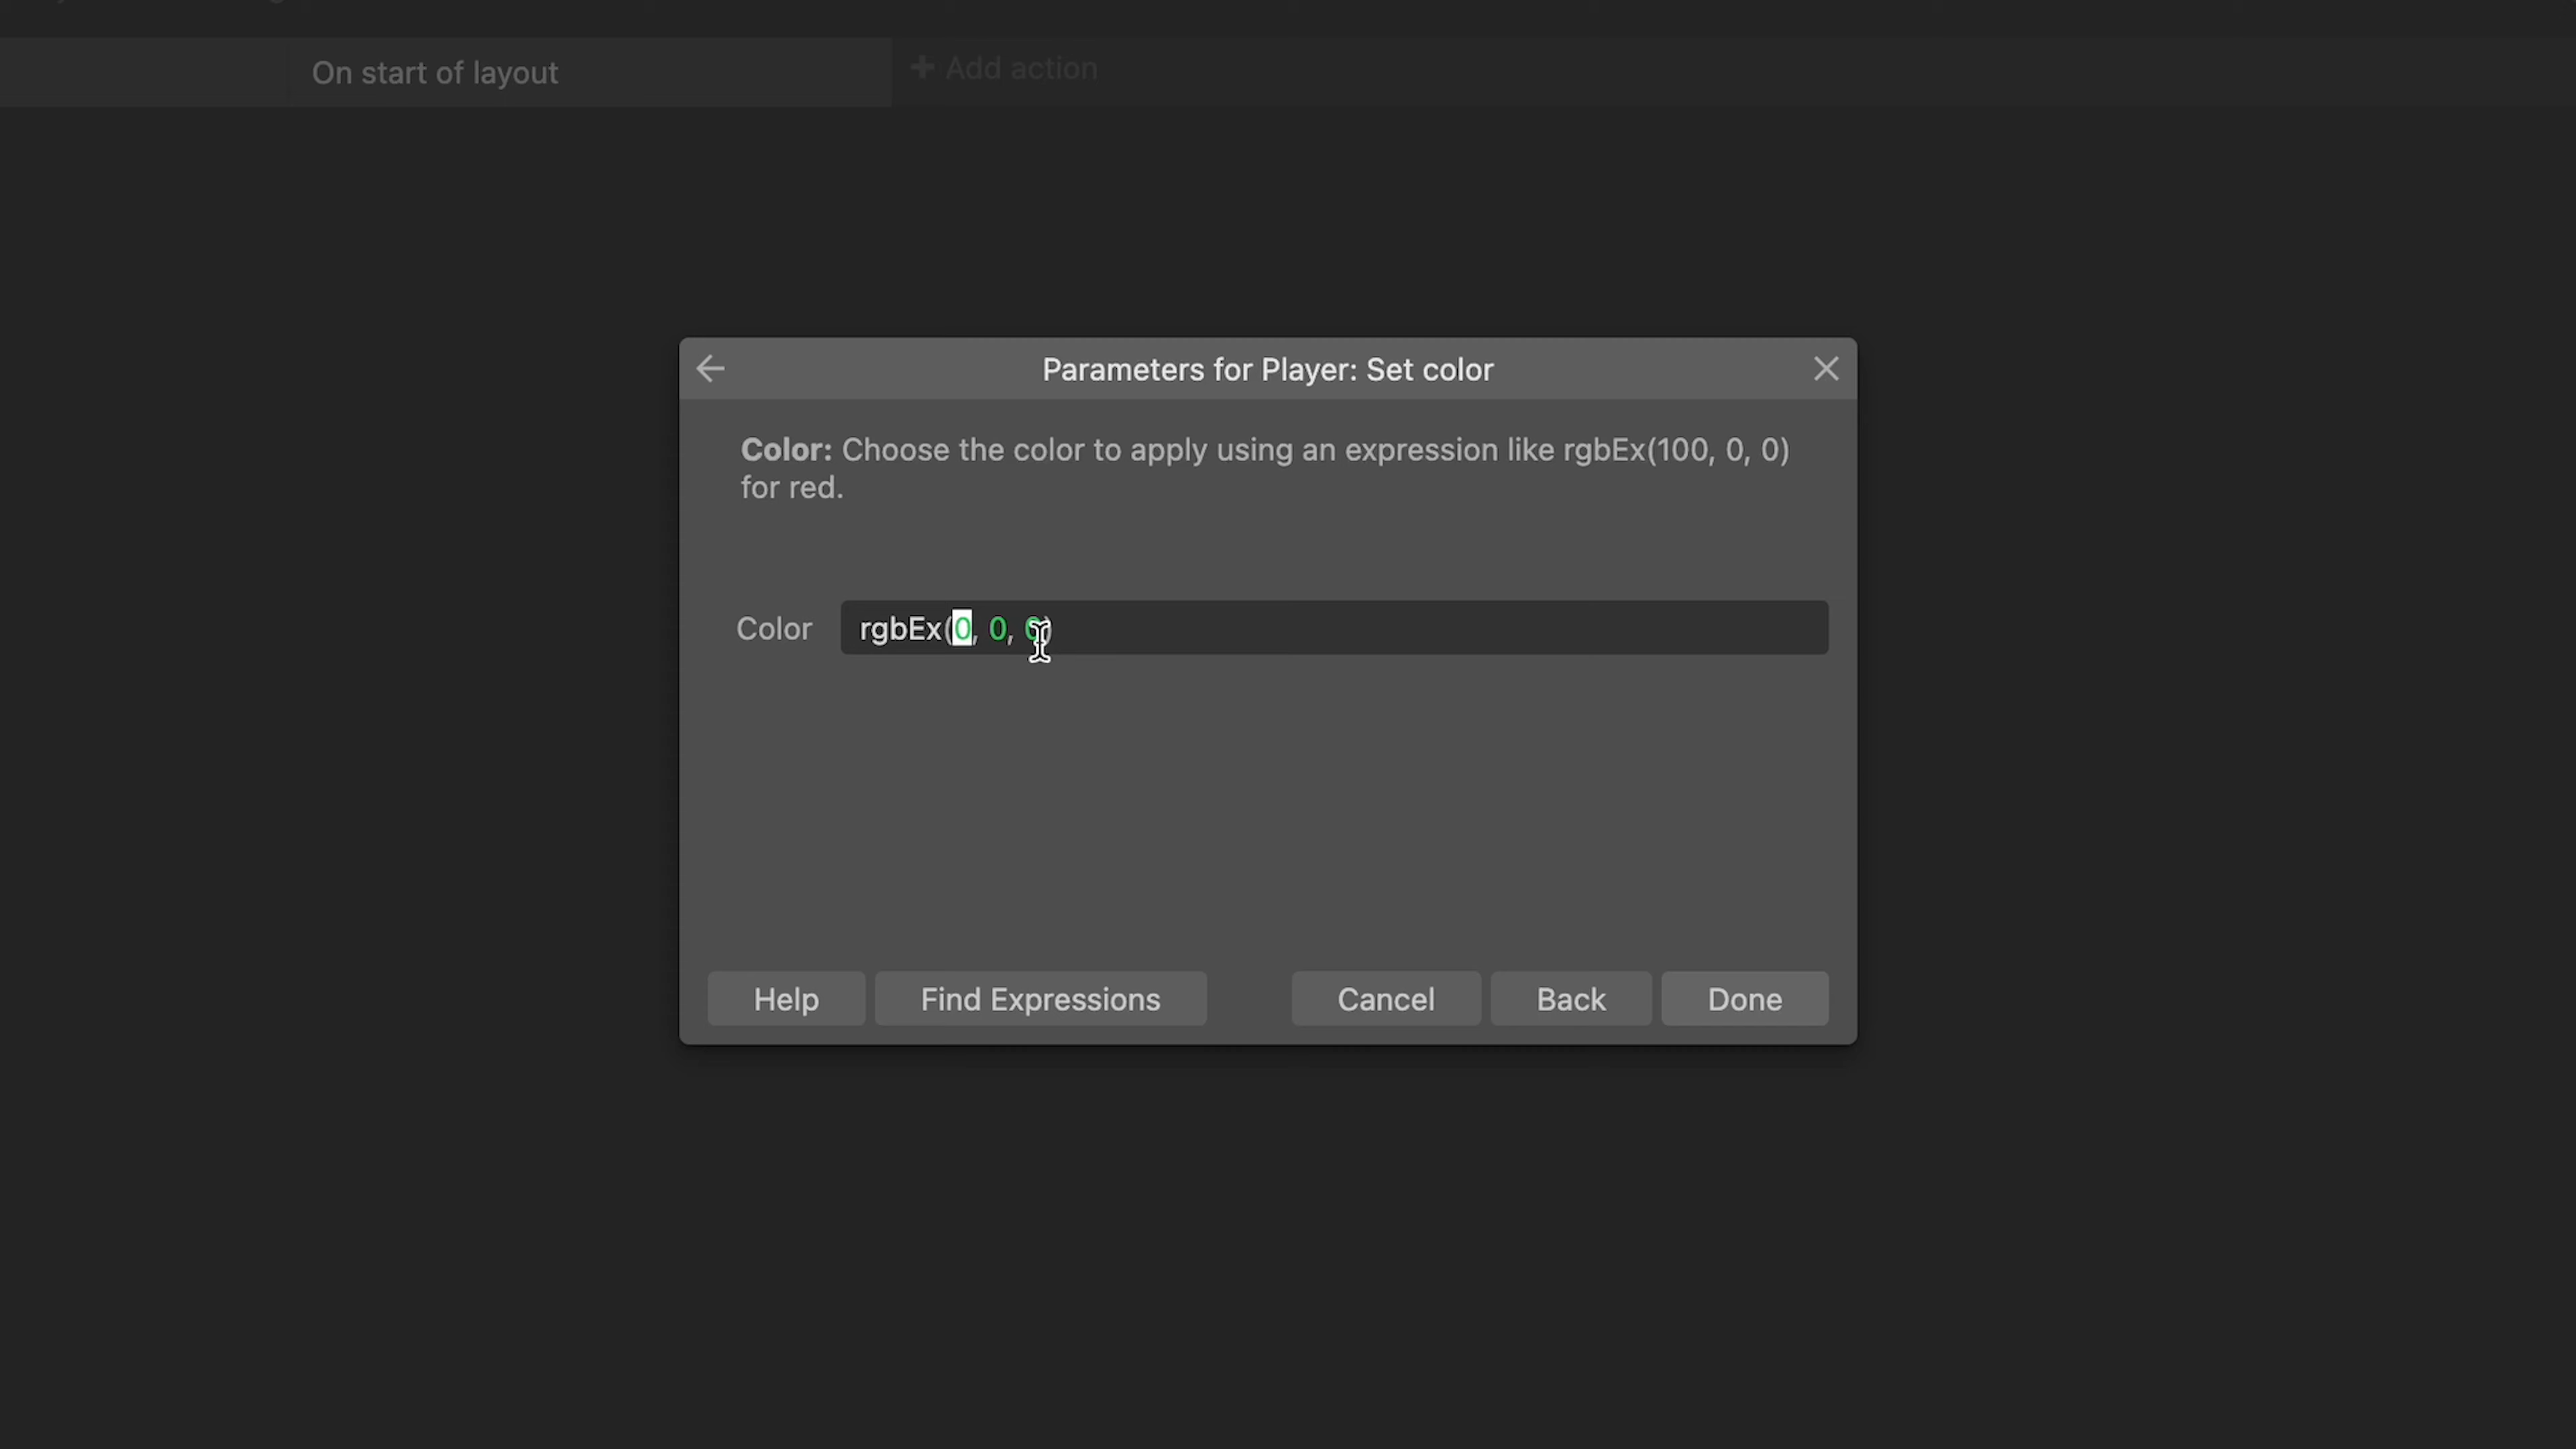 On start of layout
+ Add action
Parameters for Player: Set color
Color: Choose the color to apply using an expression like rgbEx(100, 0, 0)
for red.
Color
rgbEx(0, 0, 0)
Help
Find Expressions
Cancel
Back
Done